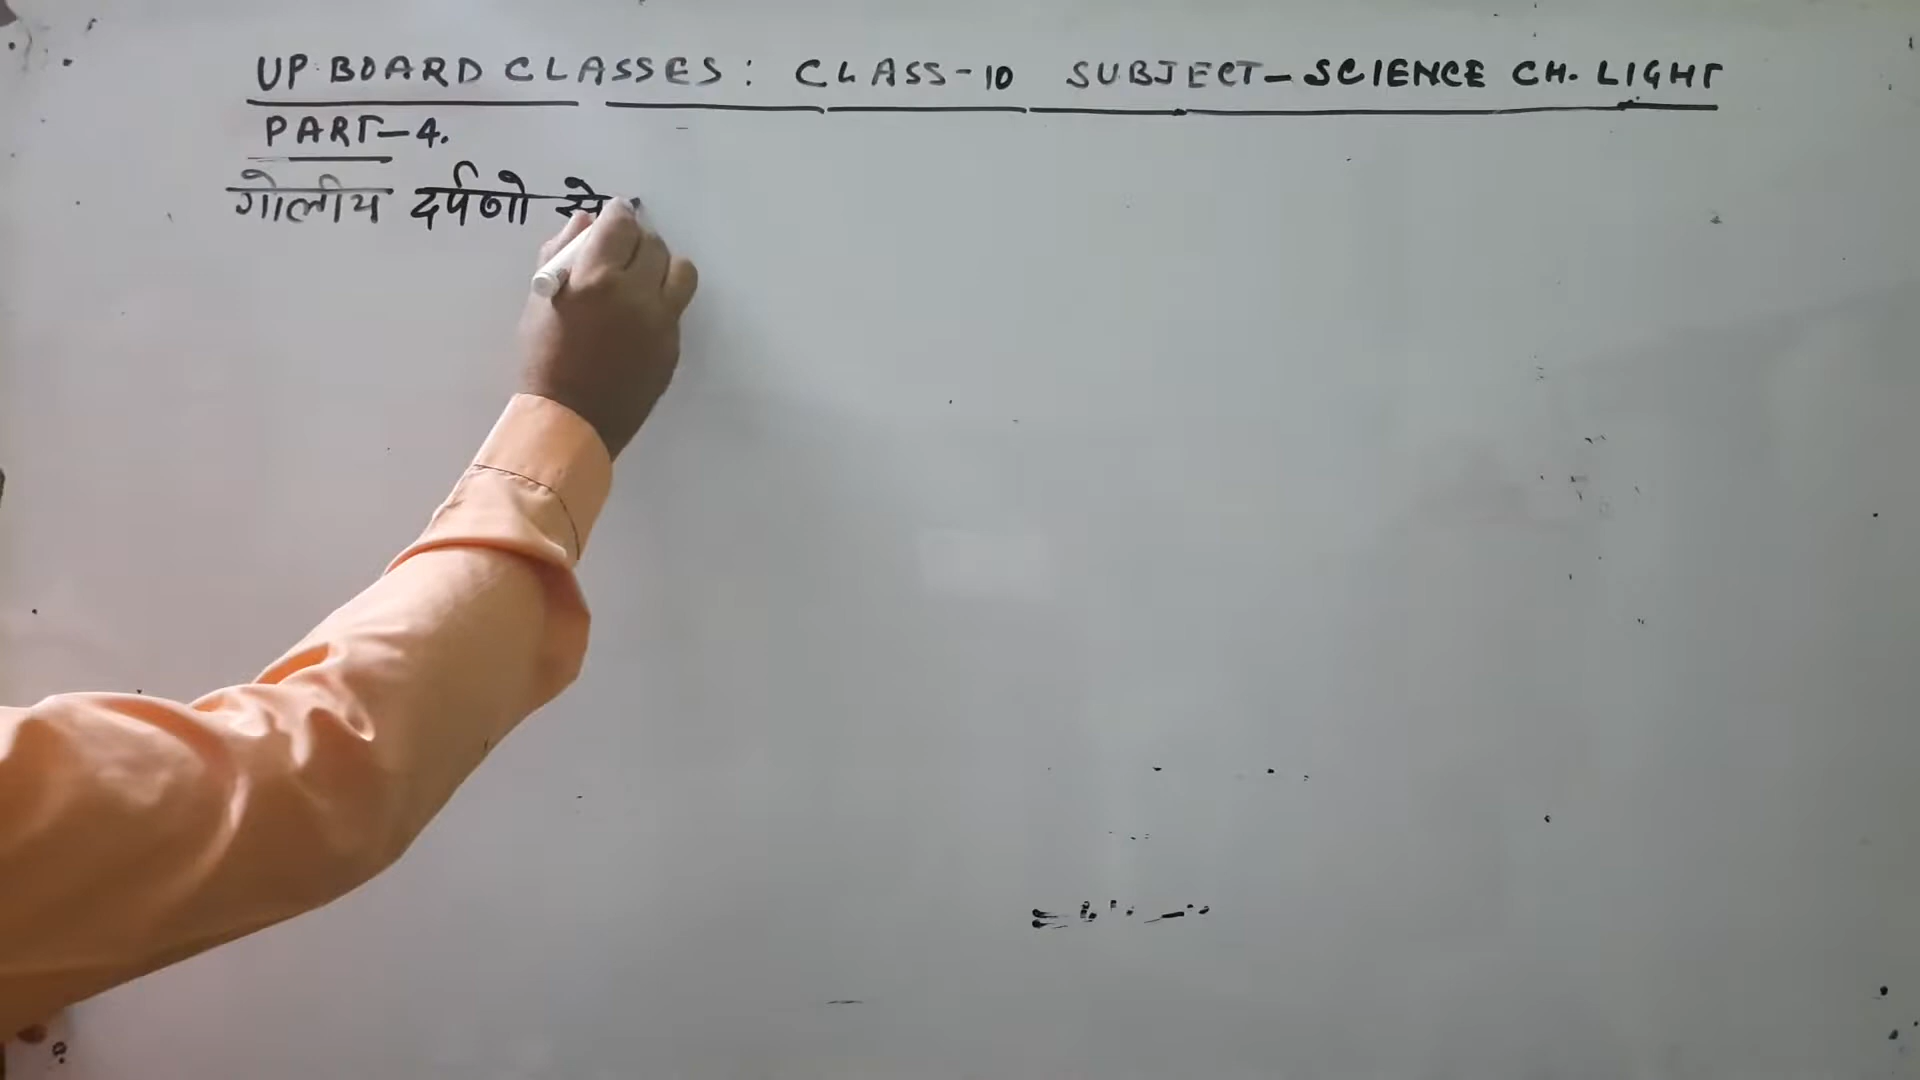 UP BOARD CLASSES: CLASS-10 SUBJECT-SCIENCE CH. LIGHT
PART-4.
गोलीय दर्पणो से